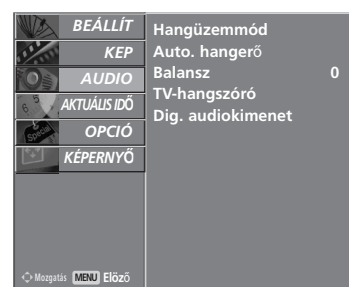 BEÁLLÍT
KEP
AUDIO
AKTUÁLIS IDŐ
OPCIÓ
KÉPERNYŐ
Hangüzemmód
Auto. hangerő
Balansz 0
TV-hangszóró
Dig. audiokimenet
Mozgatás MENU Előző